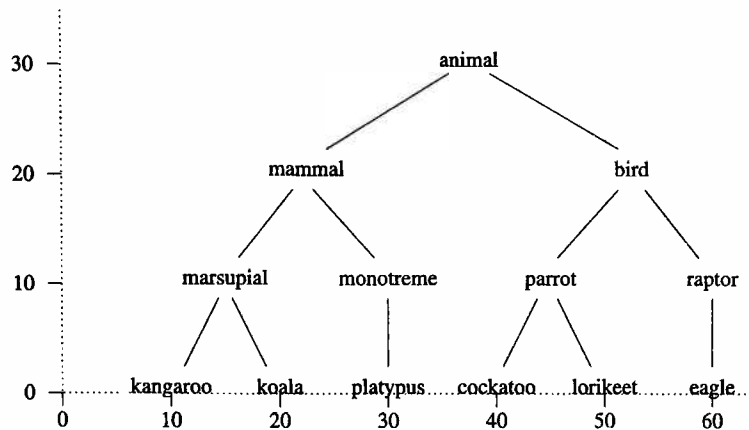 30 animal
20 mammal bird
10 marsupial monotreme parrot raptor
0 kangaroo koala platypus cockatoo lorikeet eagle
0 10 20 30 40 50 60